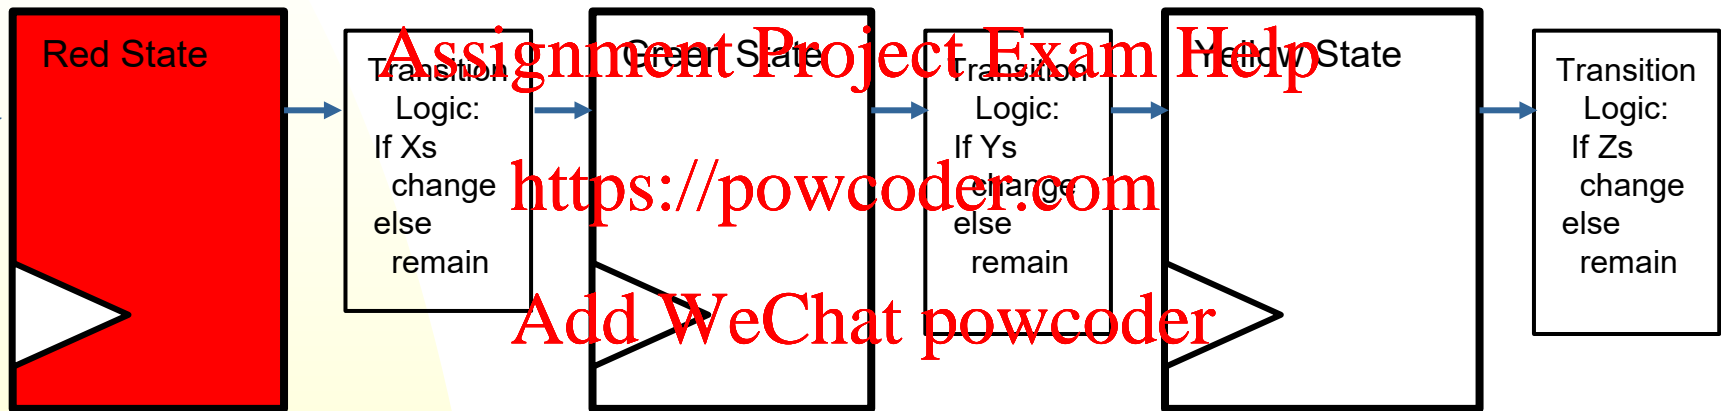 Red State
Transition
Logic:
If Xs
change
else
remain
Green State
Transition
Logic:
If Ys
change
else
remain
Yellow State
Transition
Logic:
If Zs
change
else
remain
Assignment Project Exam Help
https://powcoder.com
Add WeChat powcoder